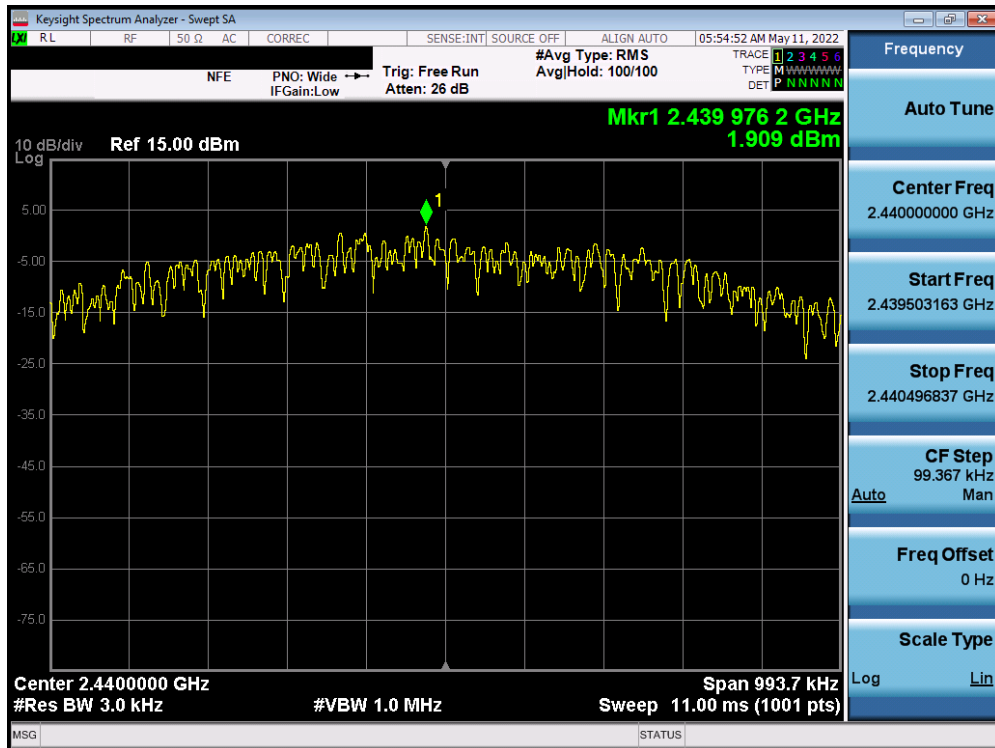 Keysight Spectrum Analyzer - Swept SA
LXI RL RF 50 Ω AC CORREC SENSE:INT SOURCE OFF ALIGN AUTO 05:54:52 AM May 11, 2022
NFE PNO: Wide IFGain:Low
Trig: Free Run
Atten: 26 dB
#Avg Type: RMS
Avg|Hold: 100/100
TRACE 1 2 3 4 5 6
TYPE M W W W W W
DET P N N N N N
Mkr1 2.439 976 2 GHz
1.909 dBm
10 dB/div Ref 15.00 dBm
Log
1
5.00
-5.00
-15.0
-25.0
-35.0
-45.0
-55.0
-65.0
-75.0
Center 2.4400000 GHz Span 993.7 kHz
#Res BW 3.0 kHz #VBW 1.0 MHz Sweep 11.00 ms (1001 pts)
MSG STATUS
Frequency
Auto Tune
Center Freq
2.440000000 GHz
Start Freq
2.439503163 GHz
Stop Freq
2.440496837 GHz
CF Step
99.367 kHz
Auto Man
Freq Offset
0 Hz
Scale Type
Log Lin